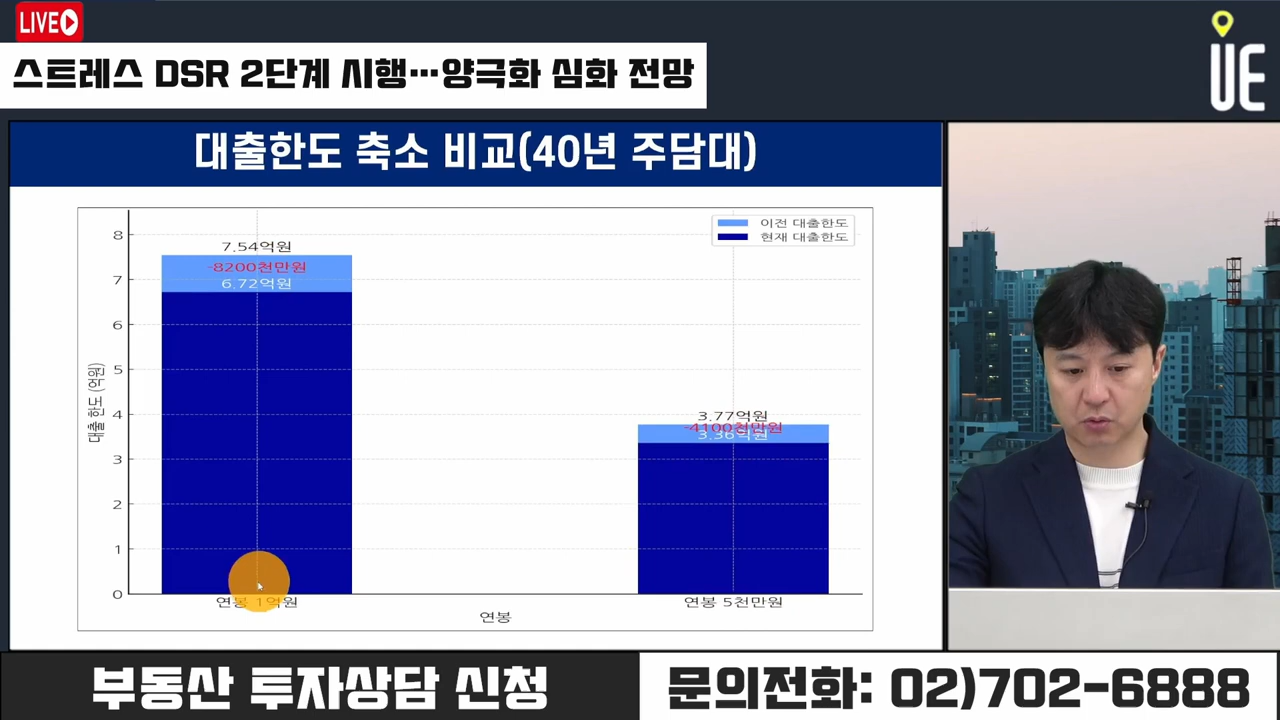 LIVE
스트레스 DSR 2단계 시행…양극화 심화 전망
UE
대출한도 축소 비교(40년 주담대)
이전 대출한도
현재 대출한도
대출 한도 (억원)
8
7
6
5
4
3
2
1
0
7.54억원
-8200천만원
6.72억원
3.77억원
-4100천만원
3.36억원
연봉 1억원
연봉 5천만원
연봉
부동산 투자상담 신청
문의전화: 02)702-6888